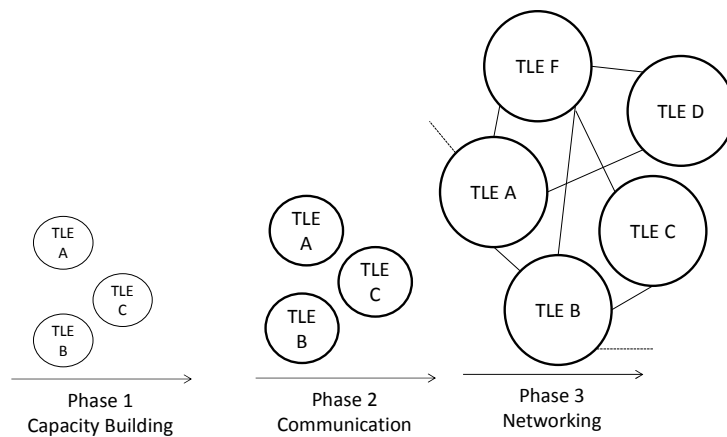 TLE
A
TLE
C
TLE
B
Phase 1
Capacity Building
TLE
A
TLE
C
TLE
B
Phase 2
Communication
TLE F
TLE D
TLE A
TLE C
TLE B
Phase 3
Networking